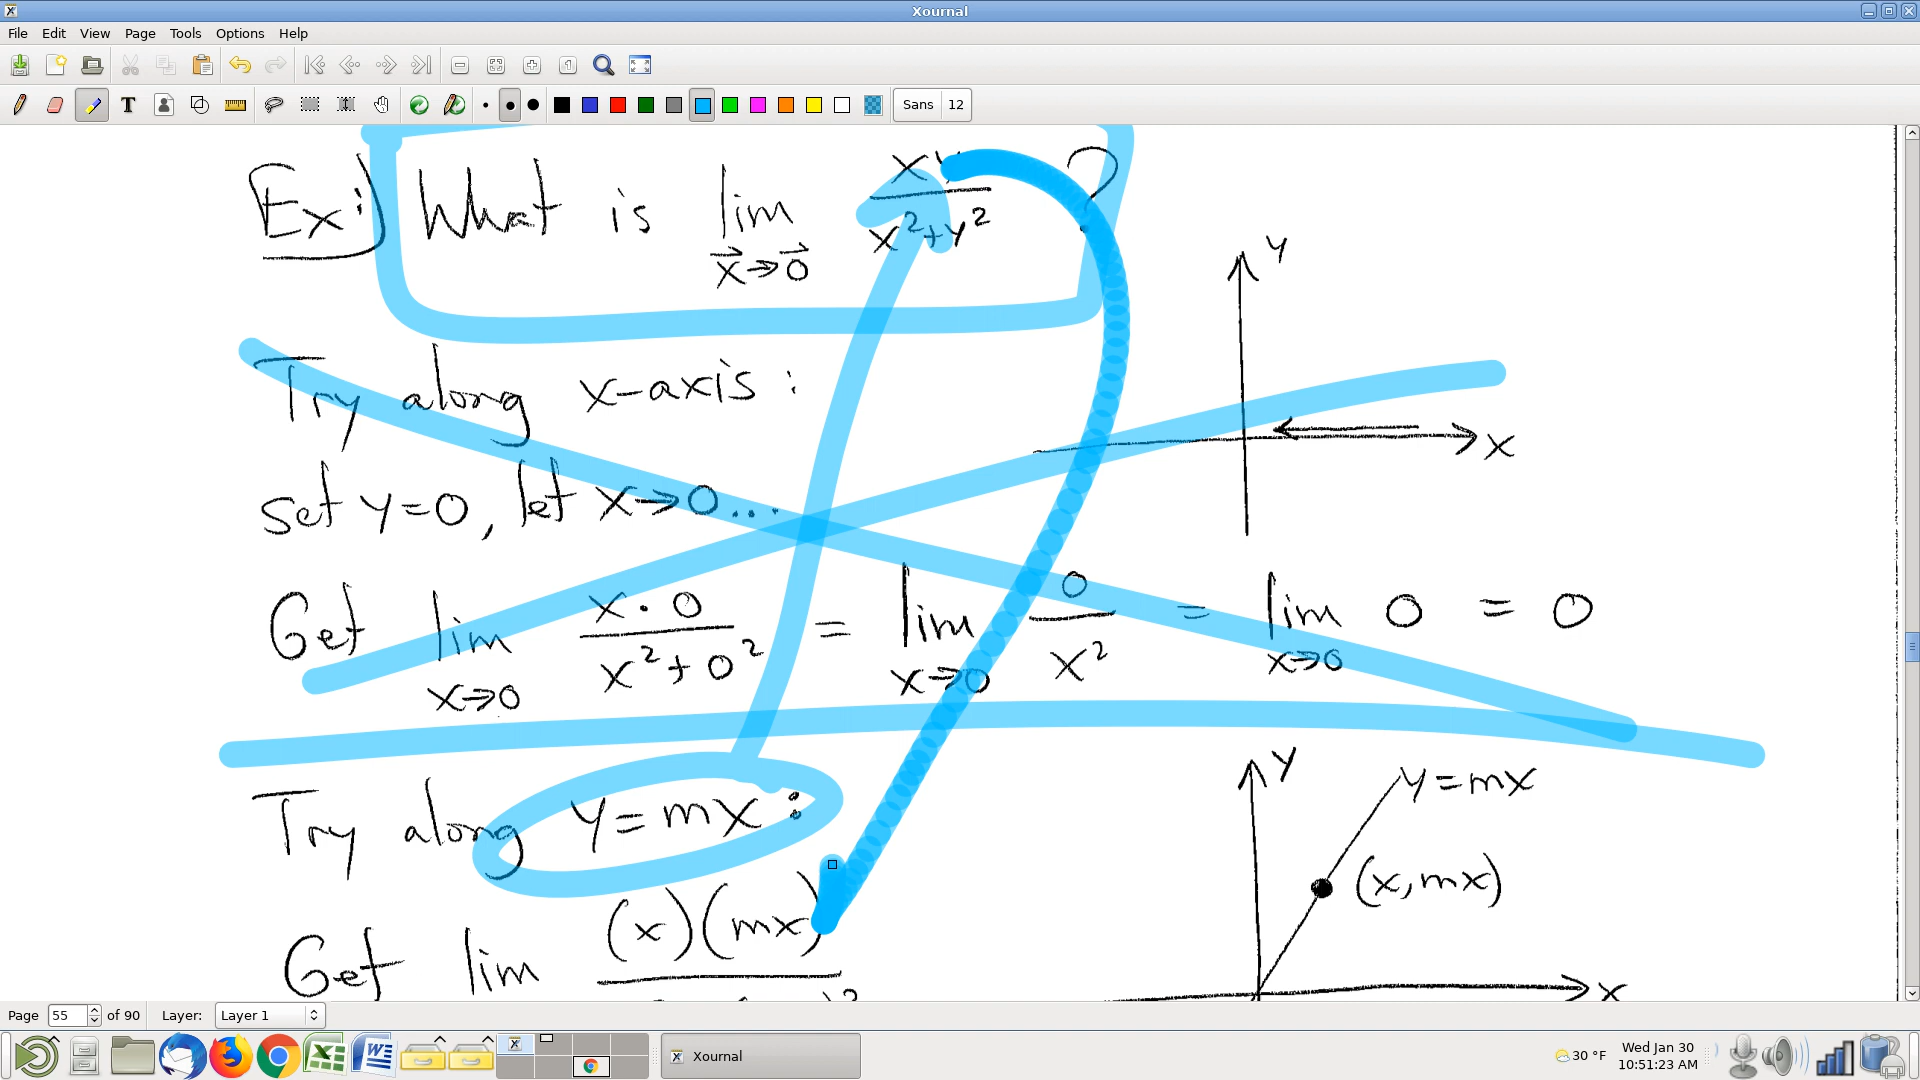 Xournal
File Edit View Page Tools Options Help
Sans 12
Ex:) What is lim x⃗→0⃗ xy/(x²+y²) ?
y
Try along x-axis:
x
set y=0, let x→0...
Get lim x→0 (x·0)/(x²+0²) = lim x→0 0/x² = lim x→0 0 = 0
y
y=mx
Try along y=mx:
(x,mx)
Get lim (x)(mx)
x
Page 55 of 90 Layer: Layer 1
Xournal
30 °F
Wed Jan 30
10:51:23 AM